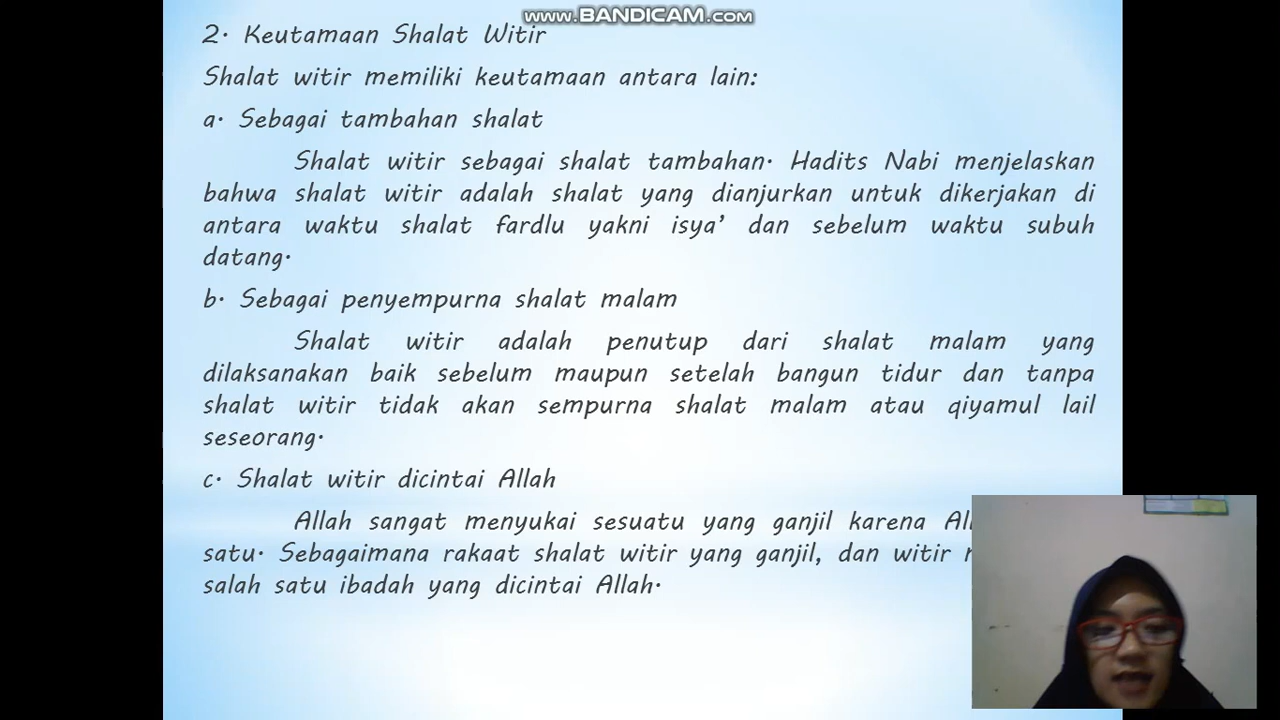 WWW.BANDICAM.COM
2. Keutamaan Shalat Witir
Shalat witir memiliki keutamaan antara lain:
a. Sebagai tambahan shalat
Shalat witir sebagai shalat tambahan. Hadits Nabi menjelaskan
bahwa shalat witir adalah shalat yang dianjurkan untuk dikerjakan di
antara waktu shalat fardlu yakni isya’ dan sebelum waktu subuh
datang.
b. Sebagai penyempurna shalat malam
Shalat witir adalah penutup dari shalat malam yang
dilaksanakan baik sebelum maupun setelah bangun tidur dan tanpa
shalat witir tidak akan sempurna shalat malam atau qiyamul lail
seseorang.
c. Shalat witir dicintai Allah
Allah sangat menyukai sesuatu yang ganjil karena
satu. Sebagaimana rakaat shalat witir yang ganjil, dan witir
salah satu ibadah yang dicintai Allah.